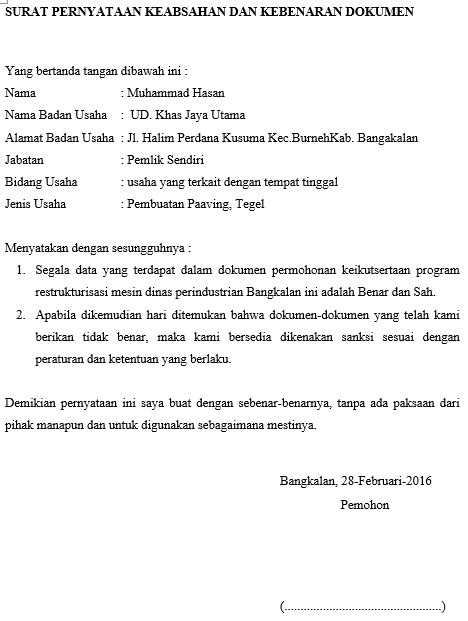 SURAT PERNYATAAN KEABSAHAN DAN KEBENARAN DOKUMEN
Yang bertanda tangan dibawah ini :
Nama : Muhammad Hasan
Nama Badan Usaha : UD. Khas Jaya Utama
Alamat Badan Usaha : Jl. Halim Perdana Kusuma Kec.BurnehKab. Bangakalan
Jabatan : Pemlik Sendiri
Bidang Usaha : usaha yang terkait dengan tempat tinggal
Jenis Usaha : Pembuatan Paaving, Tegel
Menyatakan dengan sesungguhnya :
1. Segala data yang terdapat dalam dokumen permohonan keikutsertaan program
restrukturisasi mesin dinas perindustrian Bangkalan ini adalah Benar dan Sah.
2. Apabila dikemudian hari ditemukan bahwa dokumen-dokumen yang telah kami
berikan tidak benar, maka kami bersedia dikenakan sanksi sesuai dengan
peraturan dan ketentuan yang berlaku.
Demikian pernyataan ini saya buat dengan sebenar-benarnya, tanpa ada paksaan dari
pihak manapun dan untuk digunakan sebagaimana mestinya.
Bangkalan, 28-Februari-2016
Pemohon
(.................................................)